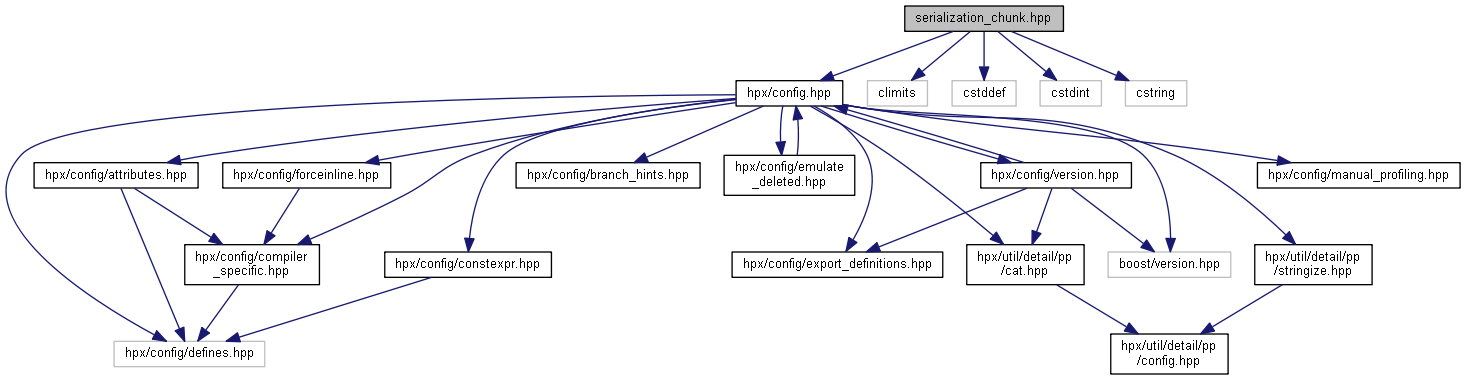 serialization_chunk.hpp
hpx/config.hpp
climits
cstddef
cstdint
cstring
hpx/config/attributes.hpp
hpx/config/forceinline.hpp
hpx/config/branch_hints.hpp
hpx/config/emulate
_deleted.hpp
hpx/config/version.hpp
hpx/config/manual_profiling.hpp
hpx/config/compiler
_specific.hpp
hpx/config/constexpr.hpp
hpx/config/export_definitions.hpp
hpx/util/detail/pp
/cat.hpp
boost/version.hpp
hpx/util/detail/pp
/stringize.hpp
hpx/config/defines.hpp
hpx/util/detail/pp
/config.hpp